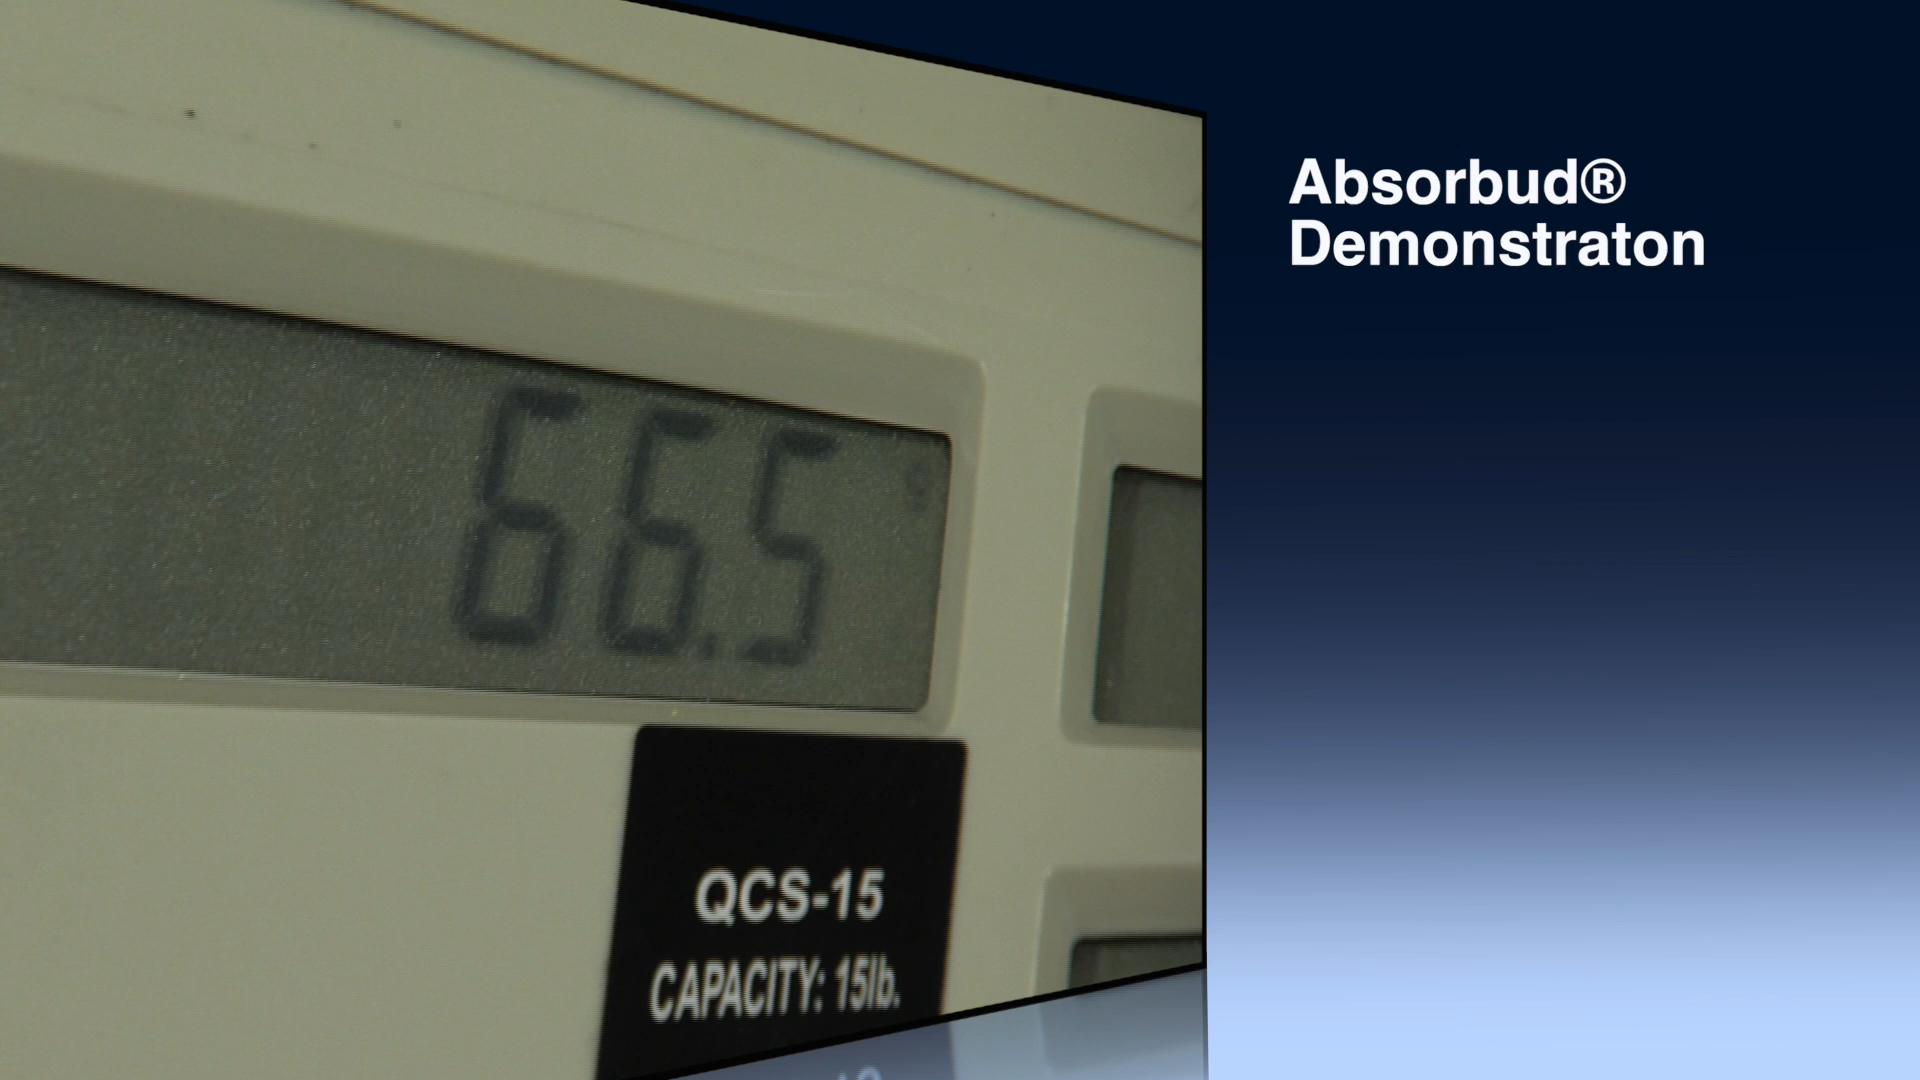 66.5
QCS-15
CAPACITY: 15lb.
Absorbud®
Demonstraton